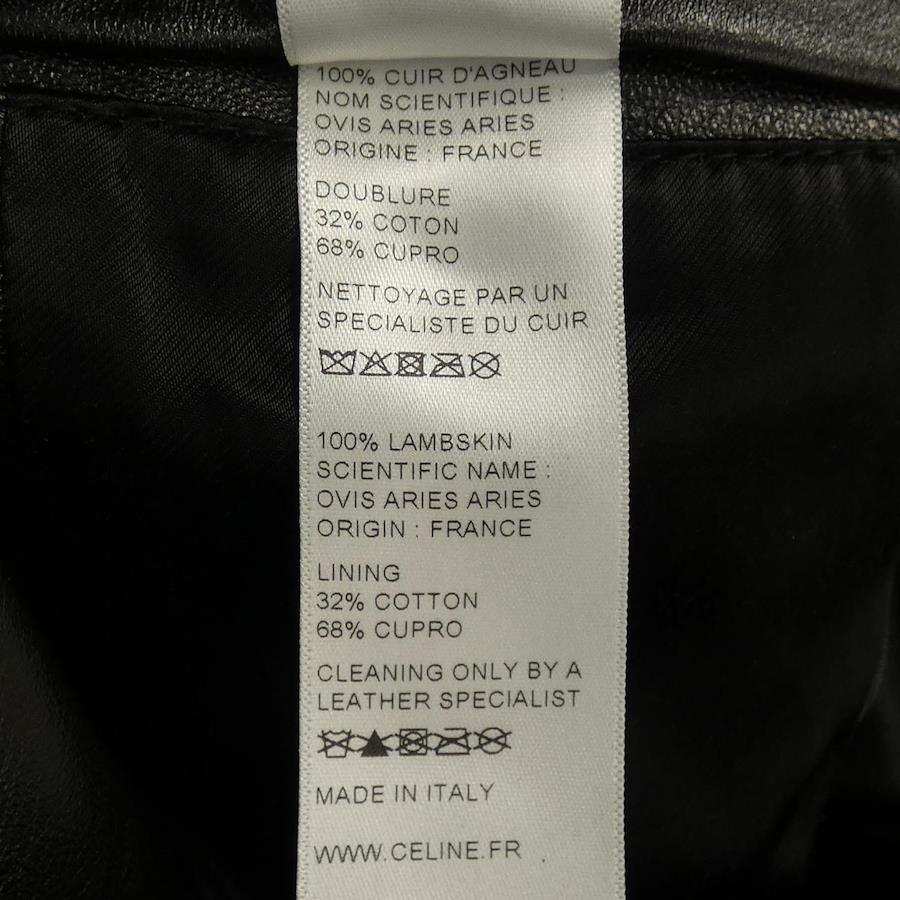 100% CUIR D'AGNEAU
NOM SCIENTIFIQUE :
OVIS ARIES ARIES
ORIGINE : FRANCE
DOUBLURE
32% COTON
68% CUPRO
NETTOYAGE PAR UN
SPECIALISTE DU CUIR
100% LAMBSKIN
SCIENTIFIC NAME :
OVIS ARIES ARIES
ORIGIN : FRANCE
LINING
32% COTTON
68% CUPRO
CLEANING ONLY BY A
LEATHER SPECIALIST
MADE IN ITALY
WWW.CELINE.FR